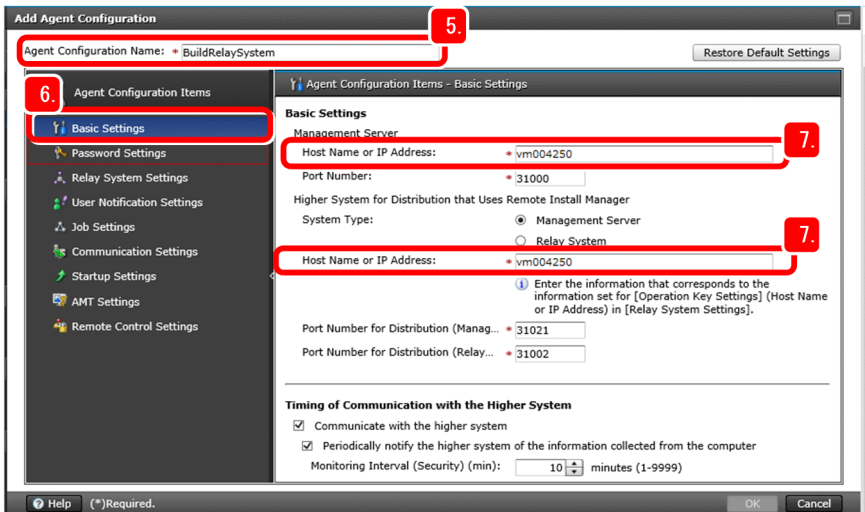 Add Agent Configuration
5.
Agent Configuration Name: * BuildRelaySystem
Restore Default Settings
6.
Agent Configuration Items
Basic Settings
Password Settings
Relay System Settings
User Notification Settings
Job Settings
Communication Settings
Startup Settings
AMT Settings
Remote Control Settings
Agent Configuration Items - Basic Settings
Basic Settings
Management Server
7.
Host Name or IP Address: * vm004250
Port Number: * 31000
Higher System for Distribution that Uses Remote Install Manager
System Type: Management Server
Relay System
7.
Host Name or IP Address: * vm004250
Enter the information that corresponds to the
information set for [Operation Key Settings] (Host Name
or IP Address) in [Relay System Settings].
Port Number for Distribution (Manag... * 31021
Port Number for Distribution (Relay... * 31002
Timing of Communication with the Higher System
Communicate with the higher system
Periodically notify the higher system of the information collected from the computer
Monitoring Interval (Security) (min): 10 minutes (1-9999)
? Help (*)Required.
OK Cancel